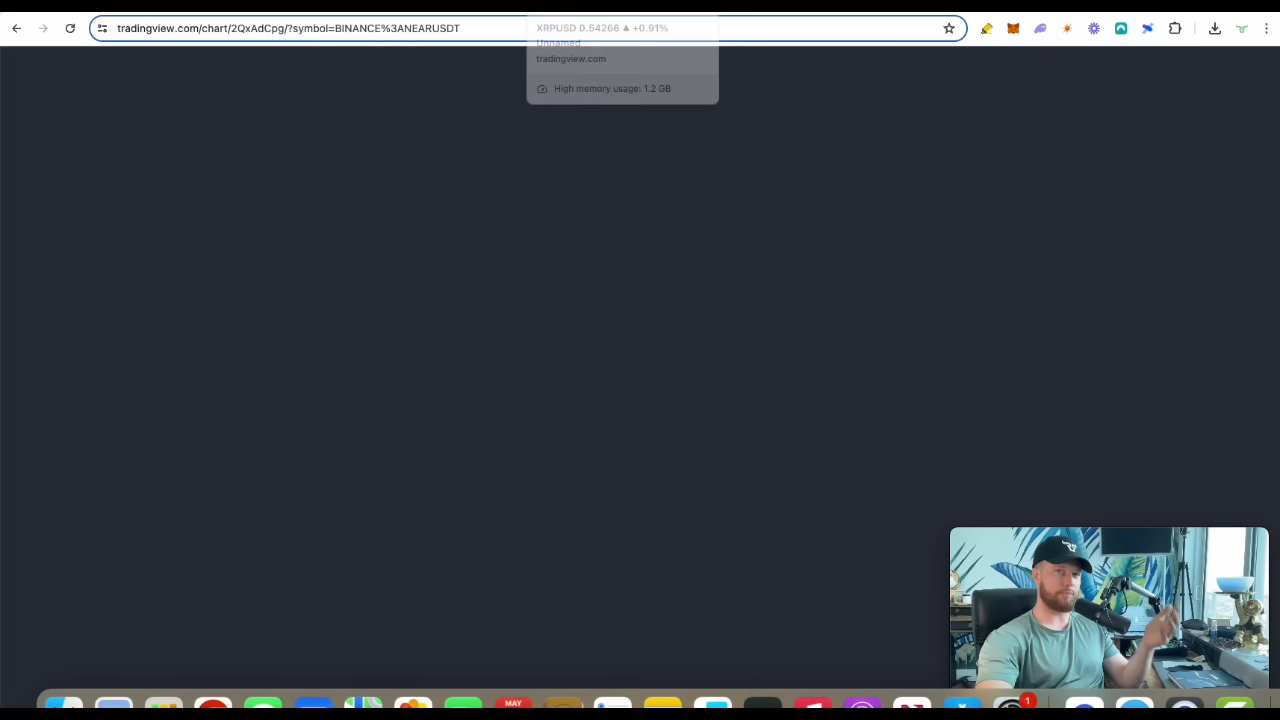 tradingview.com/chart/2QxAdCpg/?symbol=BINANCE%3ANEARUSDT
XRPUSD 0.54266 ▲ +0.91%
Unnamed
tradingview.com
High memory usage: 1.2 GB
MAY
1